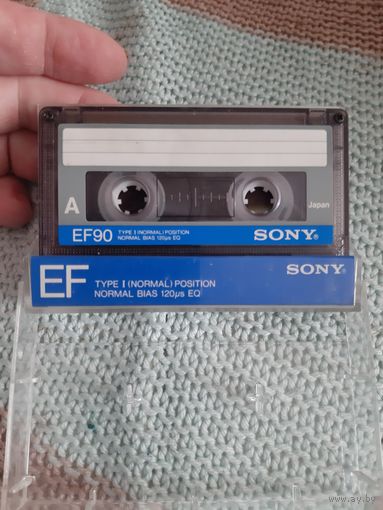 A
Japan
EF90 TYPE I (NORMAL) POSITION
NORMAL BIAS 120µs EQ
SONY®
EF TYPE I (NORMAL) POSITION
NORMAL BIAS 120µs EQ
SONY®
www.ay.by